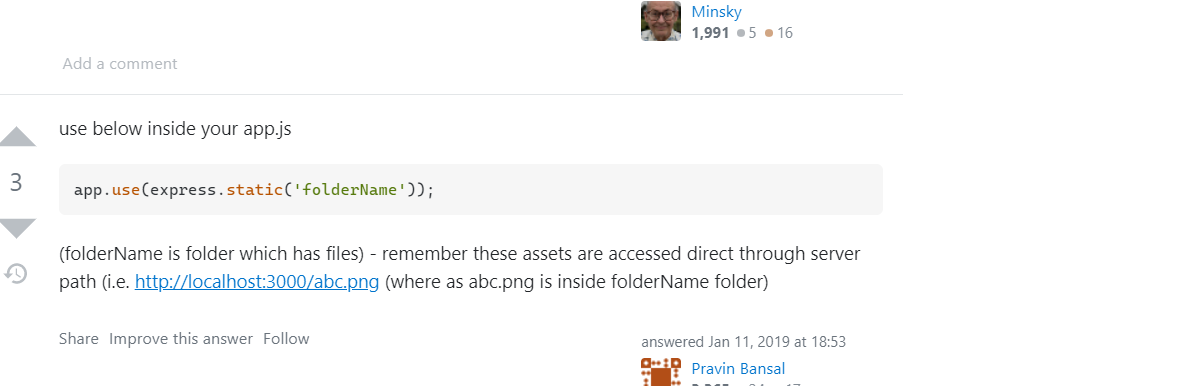 Minsky
1,991 5 16
Add a comment
use below inside your app.js
3
app.use(express.static('folderName'));
(folderName is folder which has files) - remember these assets are accessed direct through server
path (i.e. http://localhost:3000/abc.png (where as abc.png is inside folderName folder)
Share Improve this answer Follow
answered Jan 11, 2019 at 18:53
Pravin Bansal